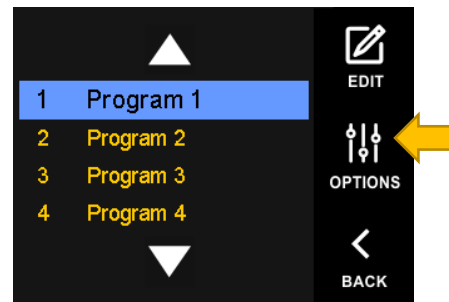 1 Program 1
2 Program 2
3 Program 3
4 Program 4
EDIT
OPTIONS
BACK